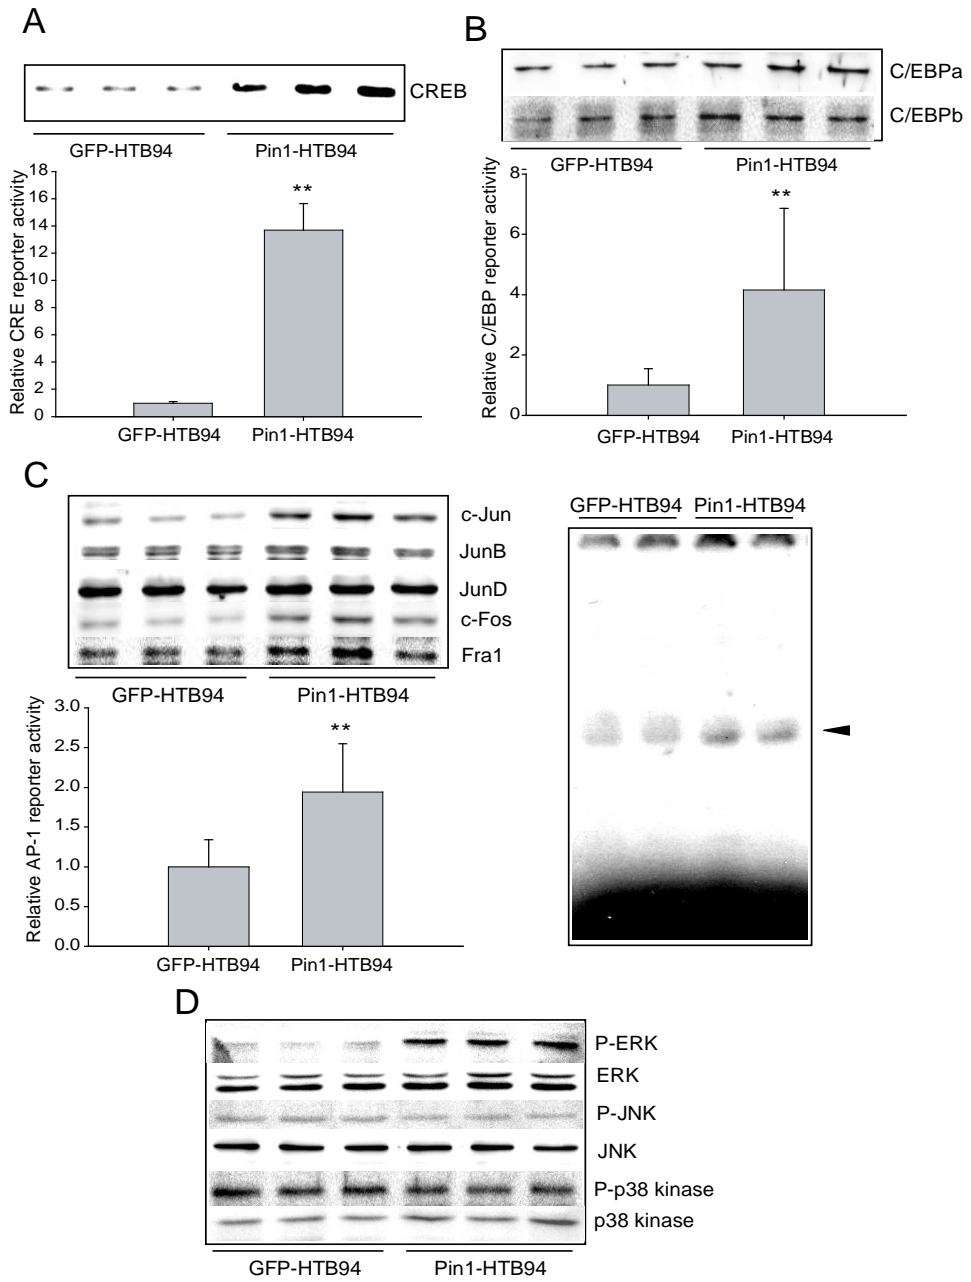 A
CREB
GFP-HTB94
Pin1-HTB94
Relative CRE reporter activity
18
16
14
12
10
8
6
4
2
0
**
GFP-HTB94
Pin1-HTB94
B
C/EBPa
C/EBPb
GFP-HTB94
Pin1-HTB94
Relative C/EBP reporter activity
8
6
4
2
0
**
GFP-HTB94
Pin1-HTB94
C
c-Jun
JunB
JunD
c-Fos
Fra1
GFP-HTB94
Pin1-HTB94
Relative AP-1 reporter activity
3.0
2.5
2.0
1.5
1.0
0.5
0.0
**
GFP-HTB94
Pin1-HTB94
GFP-HTB94
Pin1-HTB94
D
P-ERK
ERK
P-JNK
JNK
P-p38 kinase
p38 kinase
GFP-HTB94
Pin1-HTB94